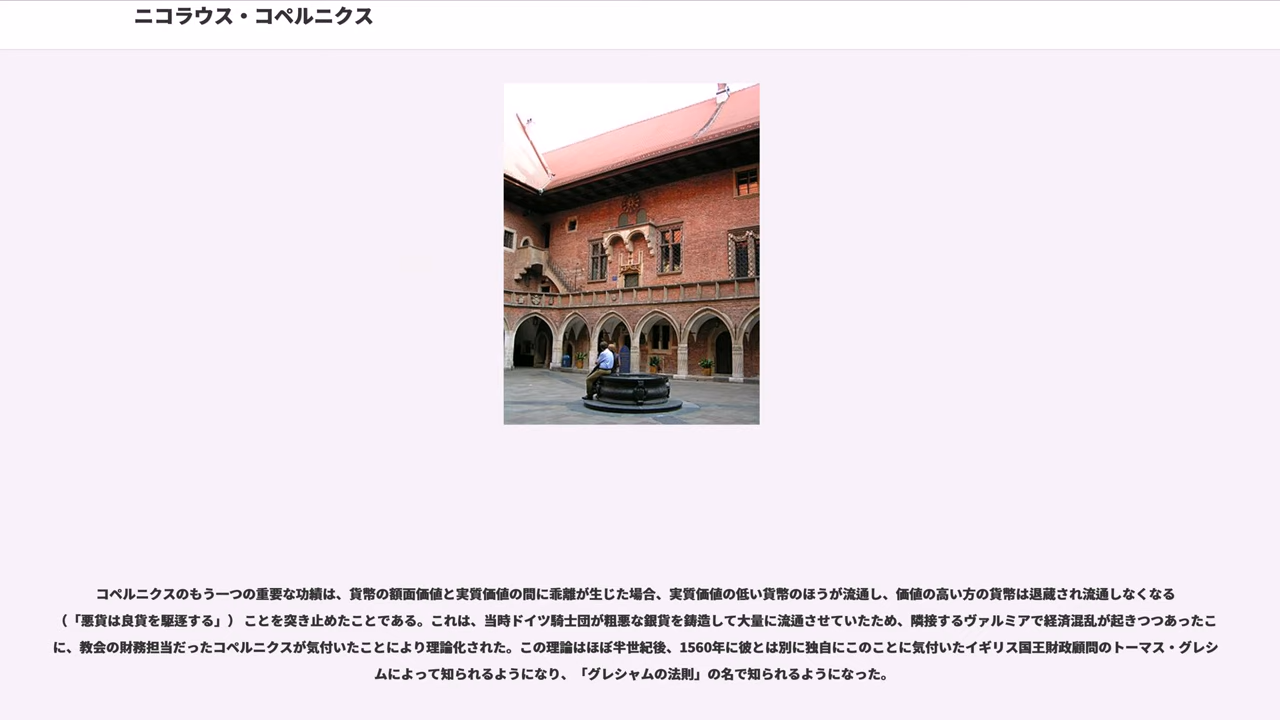 ニコラウス・コペルニクス
コペルニクスのもう一つの重要な功績は、貨幣の額面価値と実質価値の間に乖離が生じた場合、実質価値の低い貨幣のほうが流通し、価値の高い方の貨幣は退蔵され流通しなくなる
（「悪貨は良貨を駆逐する」） ことを突き止めたことである。これは、当時ドイツ騎士団が粗悪な銀貨を鋳造して大量に流通させていたため、隣接するヴァルミアで経済混乱が起きつつあったこ
に、教会の財務担当だったコペルニクスが気付いたことにより理論化された。この理論はほぼ半世紀後、1560年に彼とは別に独自にこのことに気付いたイギリス国王財政顧問のトーマス・グレシ
ムによって知られるようになり、「グレシャムの法則」の名で知られるようになった。